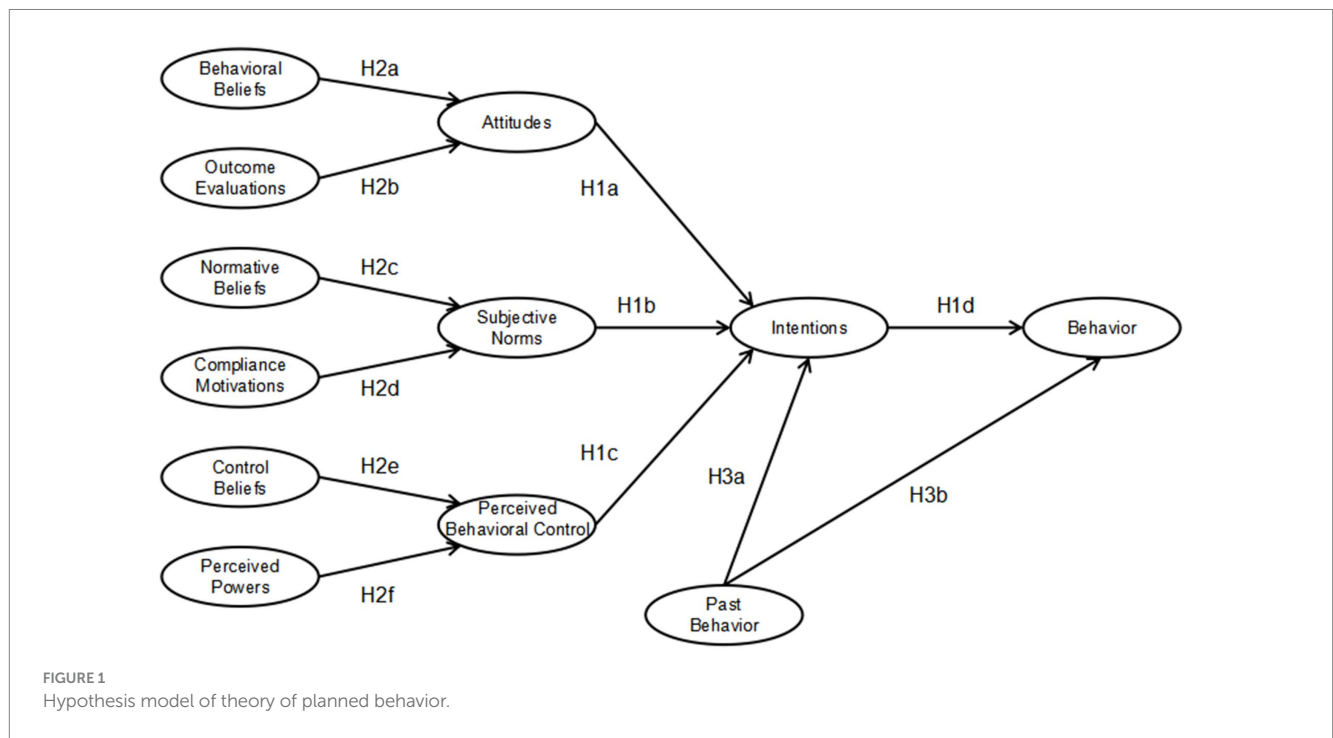 Behavioral
Beliefs
H2a
Attitudes
Outcome
Evaluations
H2b
H1a
Normative
Beliefs
H2c
Subjective
Norms
H1b
Intentions
H1d
Behavior
Compliance
Motivations
H2d
Control
Beliefs
H2e
H1c
Perceived
Behavioral Control
H3a
H3b
Perceived
Powers
H2f
Past
Behavior
FIGURE 1
Hypothesis model of theory of planned behavior.